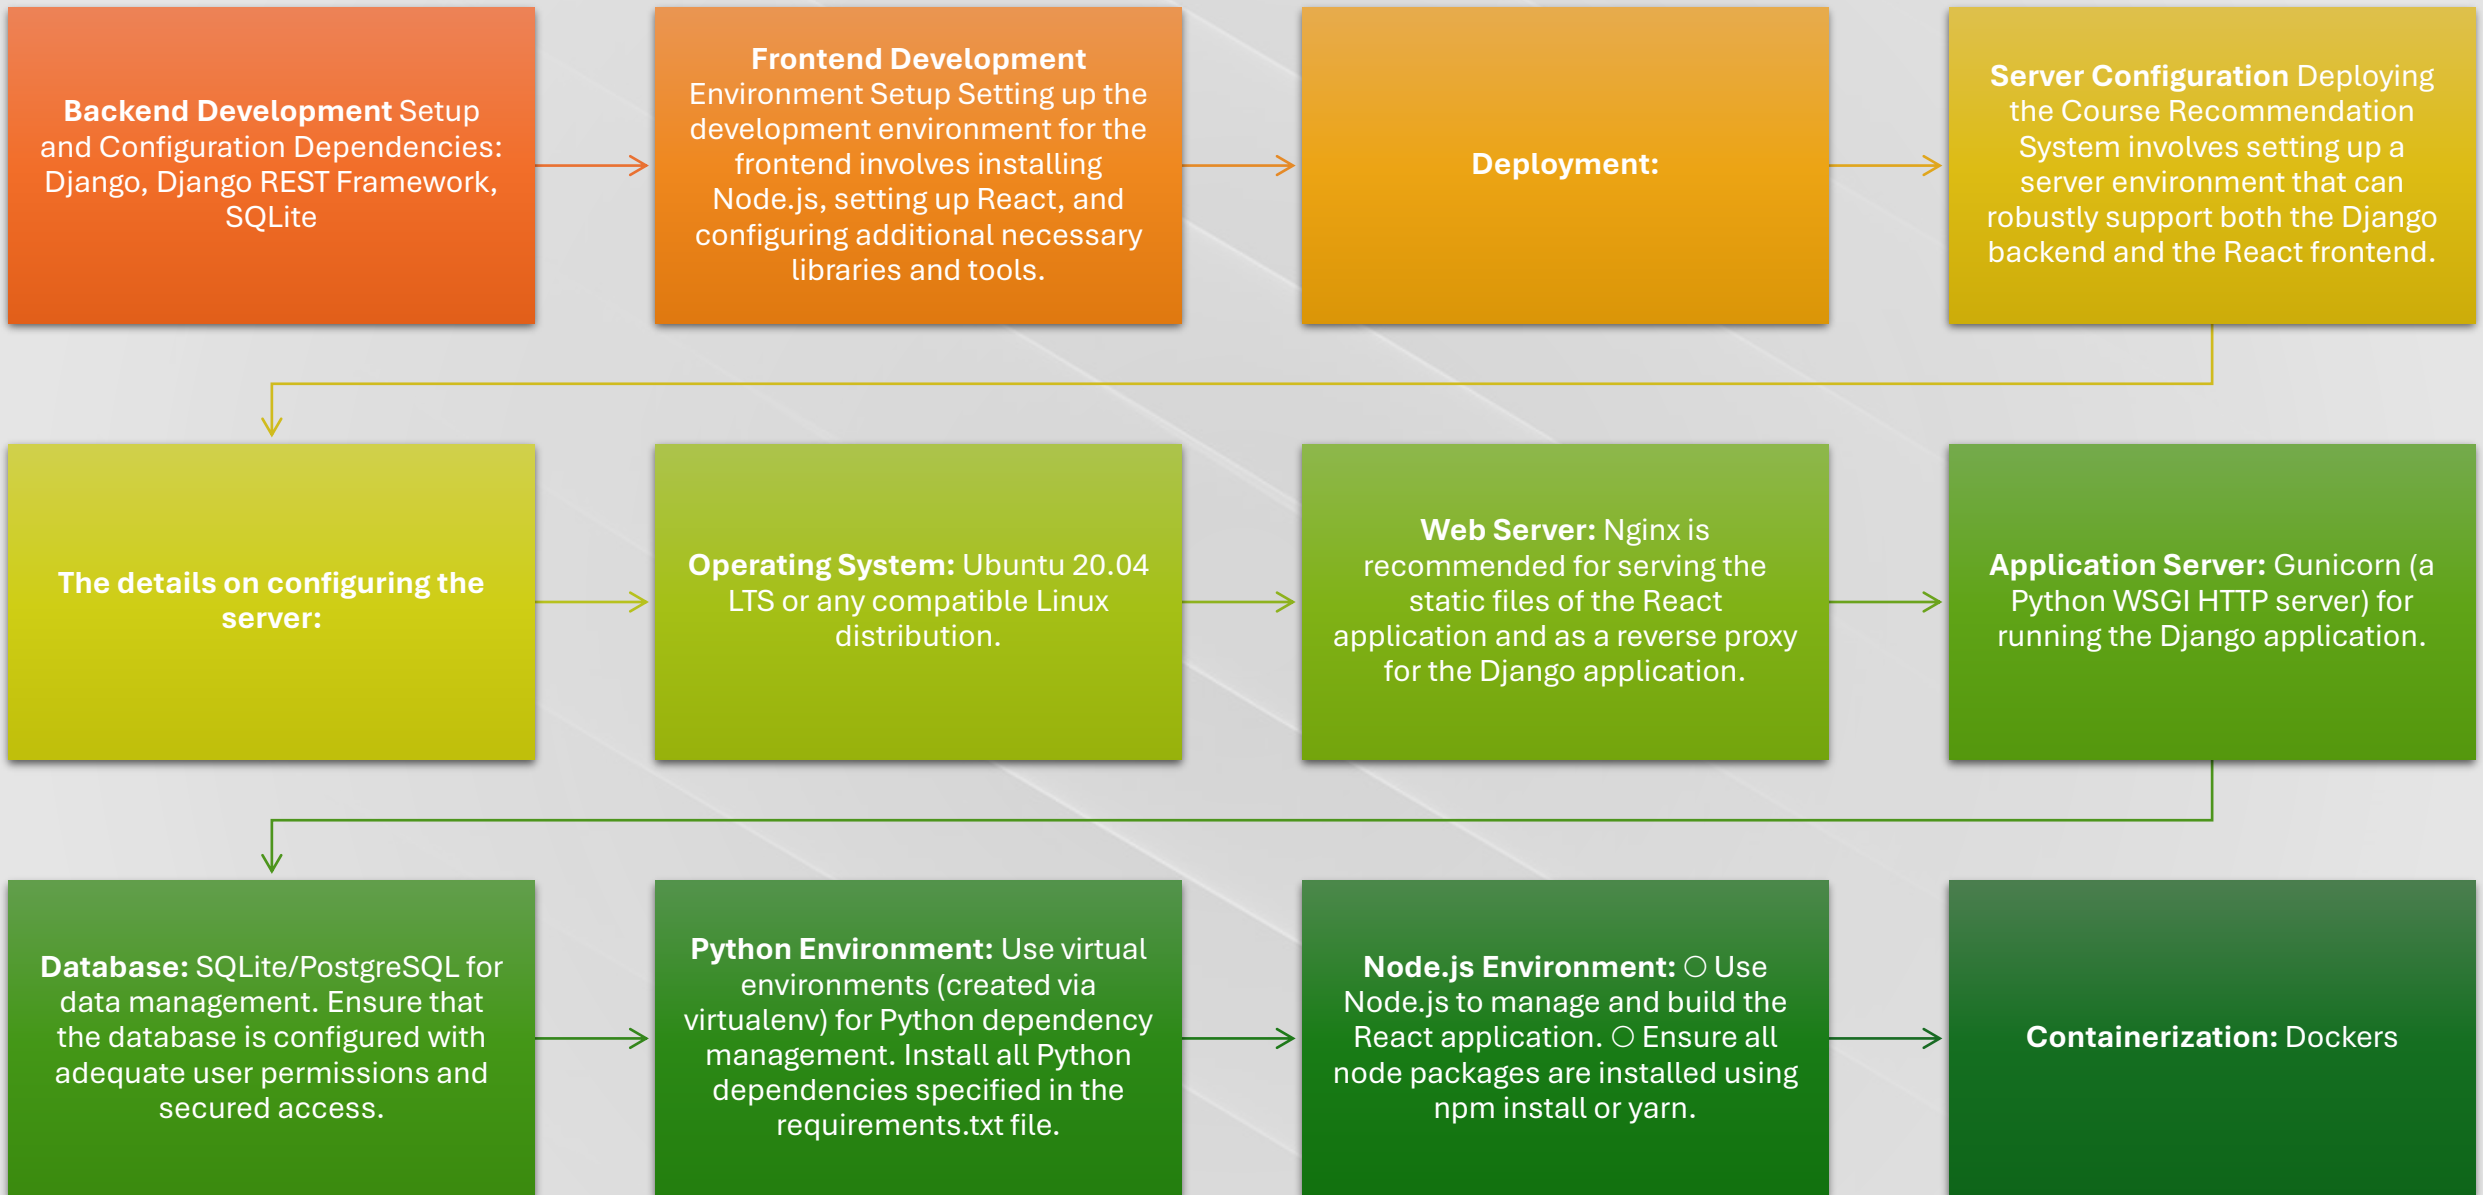 Backend Development Setup
and Configuration Dependencies:
Django, Django REST Framework,
SQLite
Frontend Development
Environment Setup Setting up the
development environment for the
frontend involves installing
Node.js, setting up React, and
configuring additional necessary
libraries and tools.
Deployment:
Server Configuration Deploying
the Course Recommendation
System involves setting up a
server environment that can
robustly support both the Django
backend and the React frontend.
The details on configuring the
server:
Operating System: Ubuntu 20.04
LTS or any compatible Linux
distribution.
Web Server: Nginx is
recommended for serving the
static files of the React
application and as a reverse proxy
for the Django application.
Application Server: Gunicorn (a
Python WSGI HTTP server) for
running the Django application.
Database: SQLite/PostgreSQL for
data management. Ensure that
the database is configured with
adequate user permissions and
secured access.
Python Environment: Use virtual
environments (created via
virtualenv) for Python dependency
management. Install all Python
dependencies specified in the
requirements.txt file.
Node.js Environment: ○ Use
Node.js to manage and build the
React application. ○ Ensure all
node packages are installed using
npm install or yarn.
Containerization: Dockers